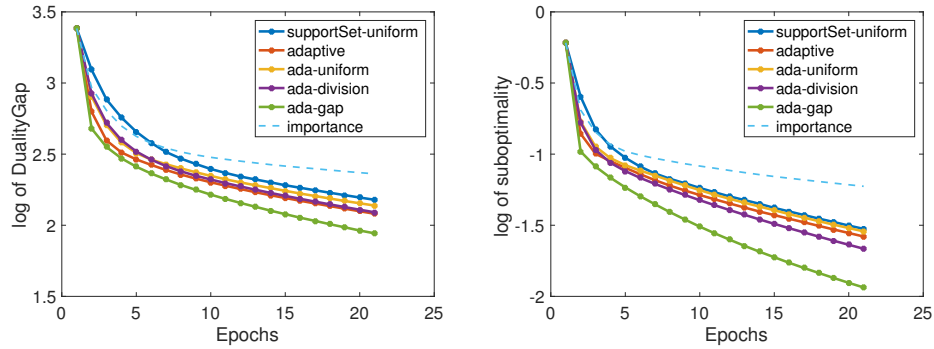 3.5
3
2.5
2
1.5
log of DualityGap
0
5
10
15
20
25
Epochs
supportSet-uniform
adaptive
ada-uniform
ada-division
ada-gap
importance
-0
-0.5
-1
-1.5
-2
log of suboptimality
0
5
10
15
20
25
Epochs
supportSet-uniform
adaptive
ada-uniform
ada-division
ada-gap
importance